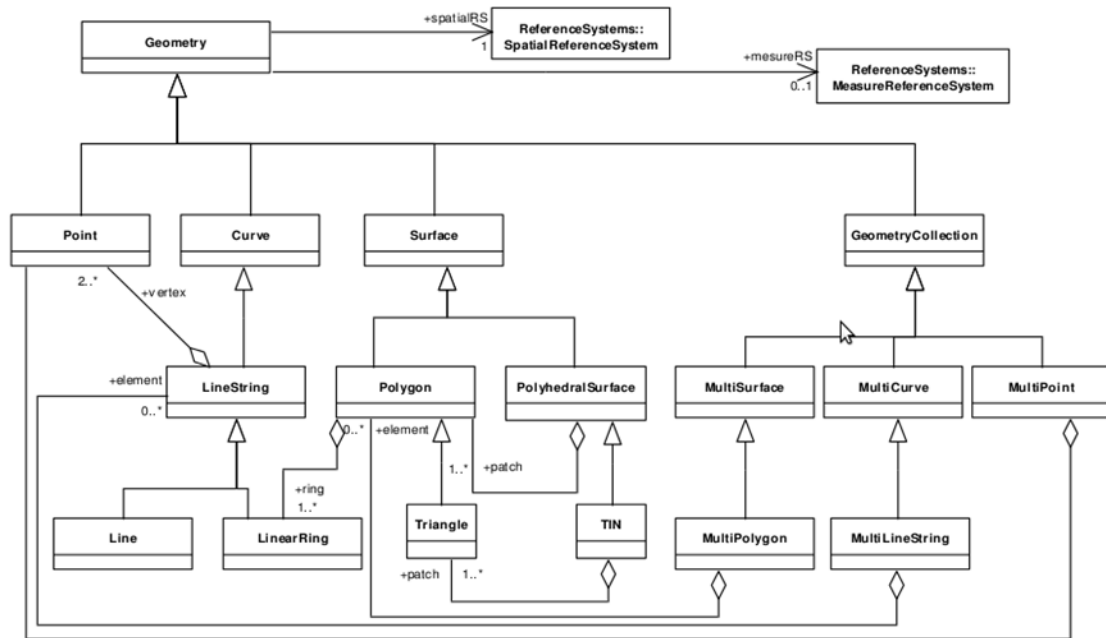 Geometry
+spatialRS
1
ReferenceSystems::
SpatialReferenceSystem
+mesureRS
0..1
ReferenceSystems::
MeasureReferenceSystem
Point
Curve
Surface
GeometryCollection
2..*
+vertex
+element
0..*
LineString
Polygon
PolyhedralSurface
MultiSurface
MultiCurve
MultiPoint
0..*
+element
+ring
1..*
1..*
+patch
Line
LinearRing
Triangle
TIN
MultiPolygon
MultiLineString
+patch
1..*